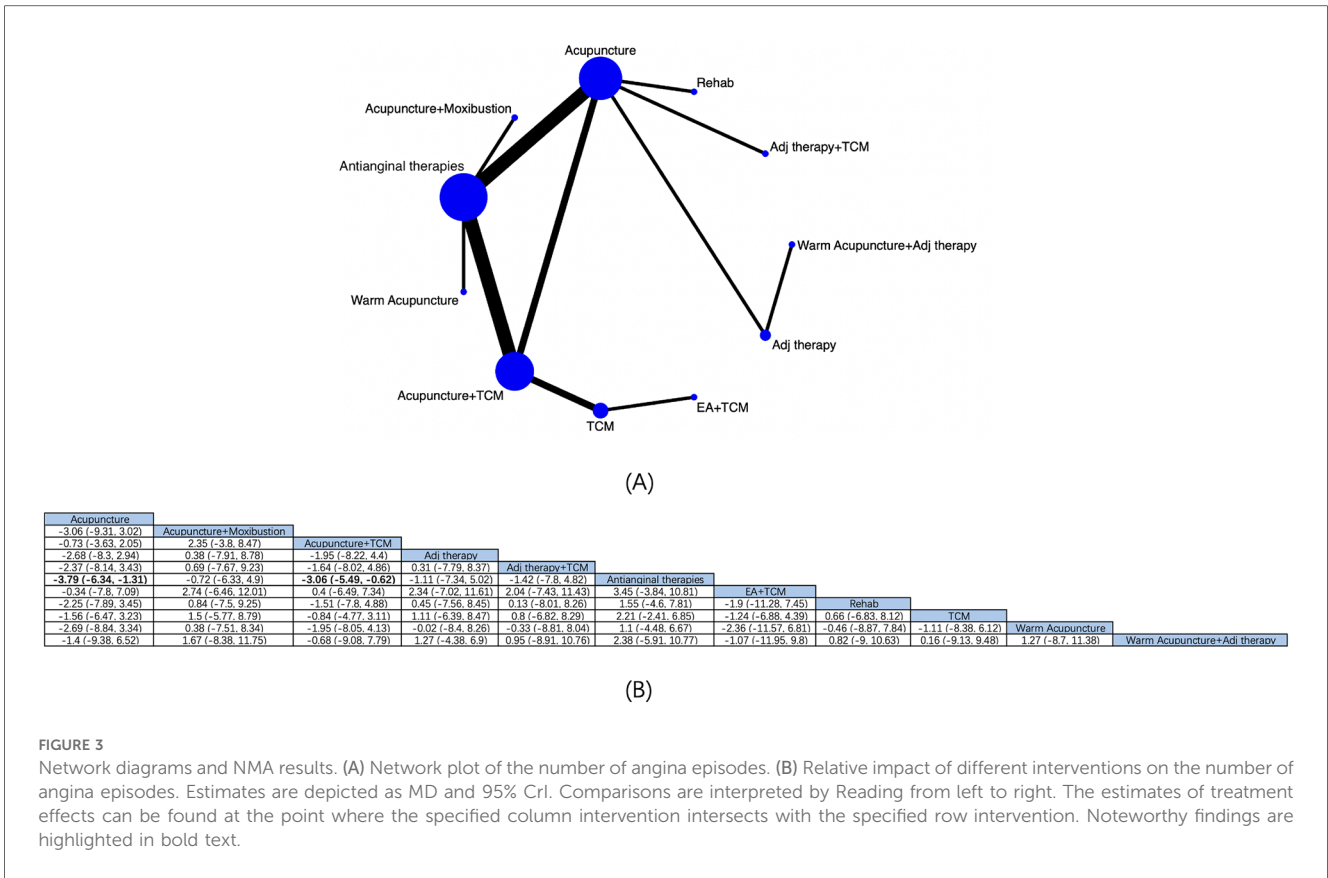 Acupuncture
Rehab
Acupuncture+Moxibustion
Adj therapy+TCM
Antianginal therapies
Warm Acupuncture+Adj therapy
Warm Acupuncture
Adj therapy
Acupuncture+TCM
EA+TCM
TCM
(A)
Acupuncture
-3.06 (-9.31, 3.02) Acupuncture+Moxibustion
-0.73 (-3.63, 2.05) 2.35 (-3.8, 8.47) Acupuncture+TCM
-2.68 (-8.3, 2.94) 0.38 (-7.91, 8.78) -1.95 (-8.22, 4.4) Adj therapy
-2.37 (-8.14, 3.43) 0.69 (-7.67, 9.23) -1.64 (-8.02, 4.86) 0.31 (-7.79, 8.37) Adj therapy+TCM
-3.79 (-6.34, -1.31) -0.72 (-6.33, 4.9) -3.06 (-5.49, -0.62) -1.11 (-7.34, 5.02) -1.42 (-7.8, 4.82) Antianginal therapies
-0.34 (-7.8, 7.09) 2.74 (-6.46, 12.01) 0.4 (-6.49, 7.34) 2.34 (-7.02, 11.61) 2.04 (-7.43, 11.43) 3.45 (-3.84, 10.81) EA+TCM
-2.25 (-7.89, 3.45) 0.84 (-7.5, 9.25) -1.51 (-7.8, 4.88) 0.45 (-7.56, 8.45) 0.13 (-8.01, 8.26) 1.55 (-4.6, 7.81) -1.9 (-11.28, 7.45) Rehab
-1.56 (-6.47, 3.23) 1.5 (-5.77, 8.79) -0.84 (-4.77, 3.11) 1.11 (-6.39, 8.47) 0.8 (-6.82, 8.29) 2.21 (-2.41, 6.85) -1.24 (-6.88, 4.39) 0.66 (-6.83, 8.12) TCM
-2.69 (-8.84, 3.34) 0.38 (-7.51, 8.34) -1.95 (-8.05, 4.13) -0.02 (-8.4, 8.26) -0.33 (-8.81, 8.04) 1.1 (-4.48, 6.67) -2.36 (-11.57, 6.81) -0.46 (-8.87, 7.84) -1.11 (-8.38, 6.12) Warm Acupuncture
-1.4 (-9.38, 6.52) 1.67 (-8.38, 11.75) -0.68 (-9.08, 7.79) 1.27 (-4.38, 6.9) 0.95 (-8.91, 10.76) 2.38 (-5.91, 10.77) -1.07 (-11.95, 9.8) 0.82 (-9, 10.63) 0.16 (-9.13, 9.48) 1.27 (-8.7, 11.38) Warm Acupuncture+Adj therapy
(B)
FIGURE 3
Network diagrams and NMA results. (A) Network plot of the number of angina episodes. (B) Relative impact of different interventions on the number of
angina episodes. Estimates are depicted as MD and 95% CrI. Comparisons are interpreted by Reading from left to right. The estimates of treatment
effects can be found at the point where the specified column intervention intersects with the specified row intervention. Noteworthy findings are
highlighted in bold text.